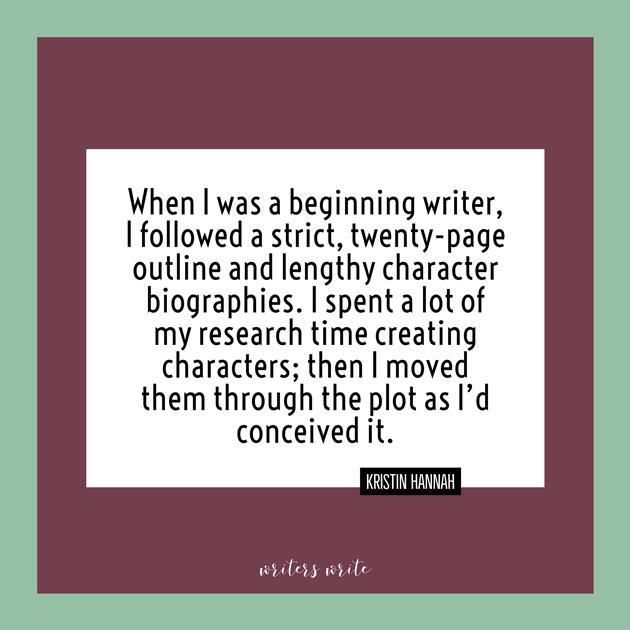 When I was a beginning writer,
I followed a strict, twenty-page
outline and lengthy character
biographies. I spent a lot of
my research time creating
characters; then I moved
them through the plot as I’d
conceived it.
KRISTIN HANNAH
writers write